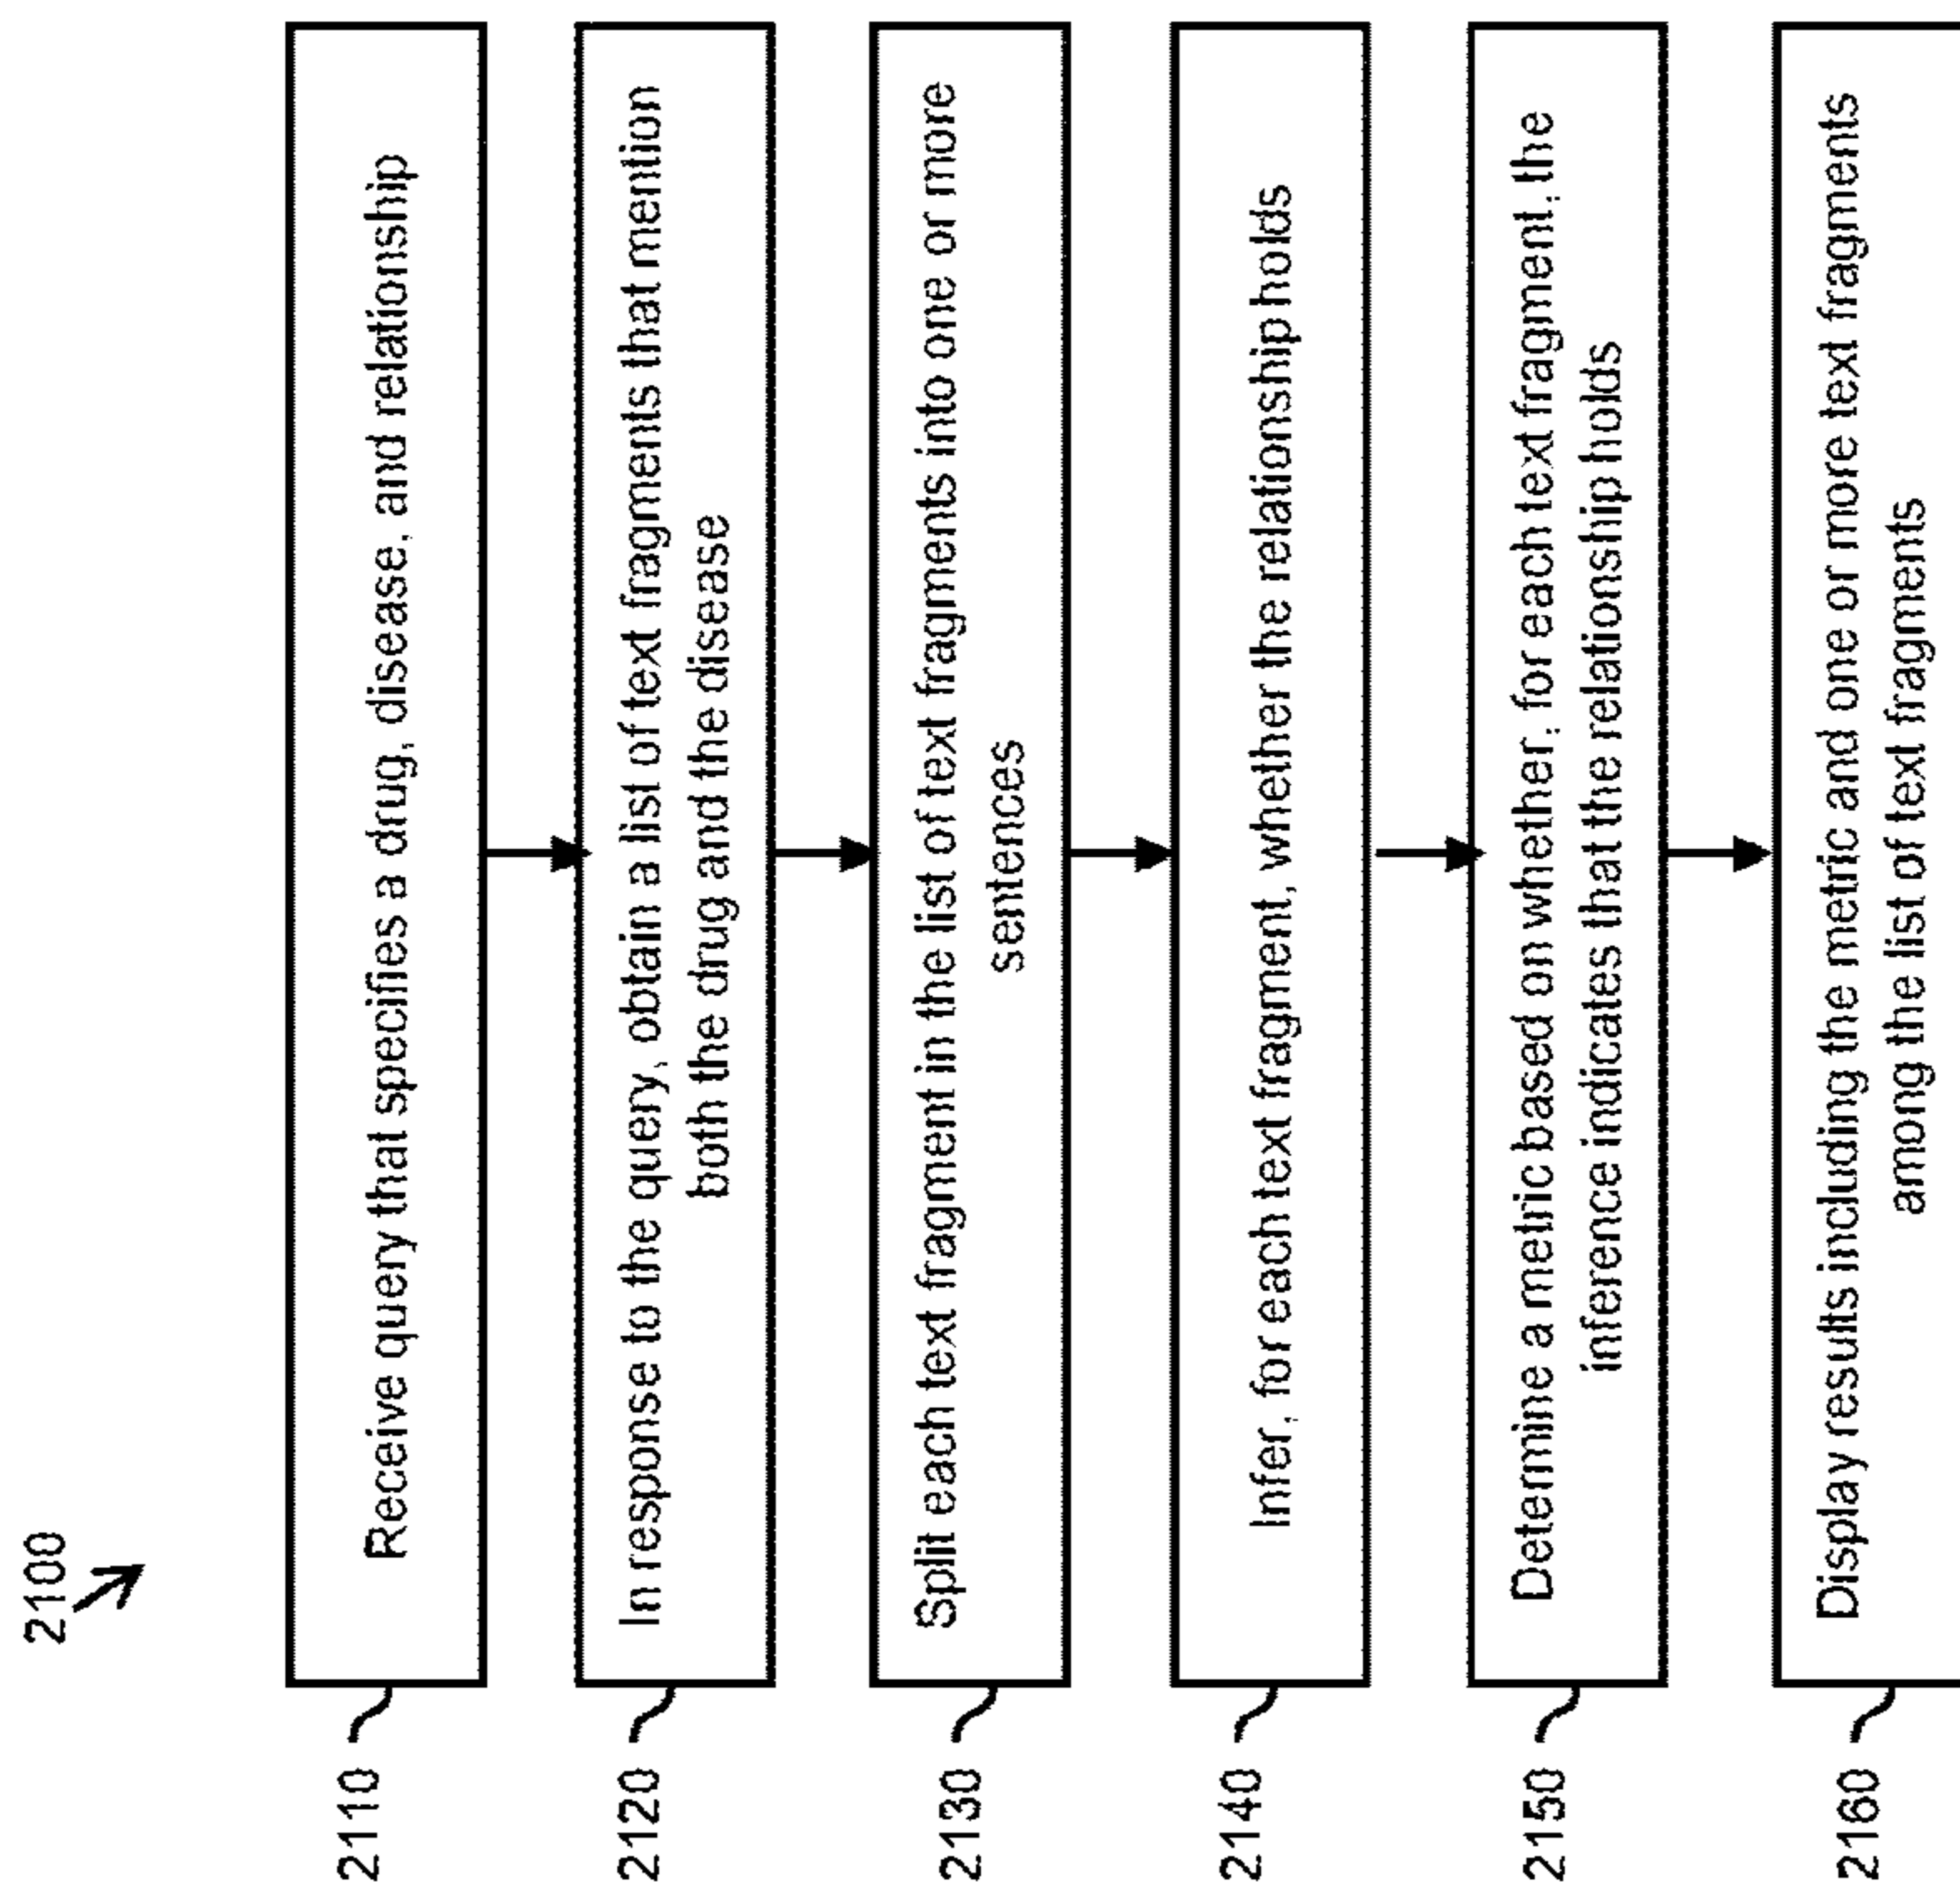 2100
2110
Receive query that specifies a drug, disease, and relationship
2120
In response to the query, obtain a list of text fragments that mention
both the drug and the disease
2130
Split each text fragment in the list of text fragments into one or more
sentences
2140
Infer, for each text fragment, whether the relationship holds
2150
Determine a metric based on whether, for each text fragment, the
inference indicates that the relationship holds
2160
Display results including the metric and one or more text fragments
among the list of text fragments